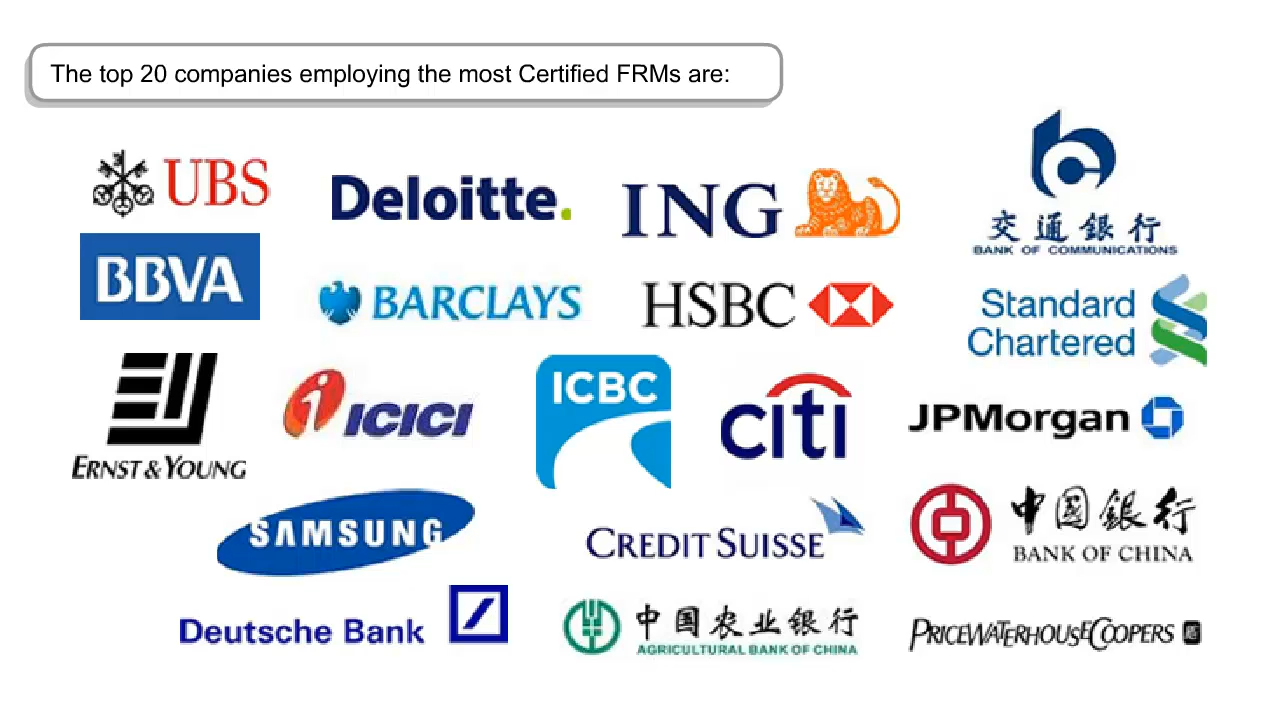 The top 20 companies employing the most Certified FRMs are:
UBS
Deloitte.
ING
交通銀行
BANK OF COMMUNICATIONS
BBVA
BARCLAYS
HSBC
Standard
Chartered
ERNST & YOUNG
iCICI
ICBC
citi
JPMorgan
SAMSUNG
CREDIT SUISSE
中国銀行
BANK OF CHINA
Deutsche Bank
中国农业银行
AGRICULTURAL BANK OF CHINA
PRICEWATERHOUSECOOPERS